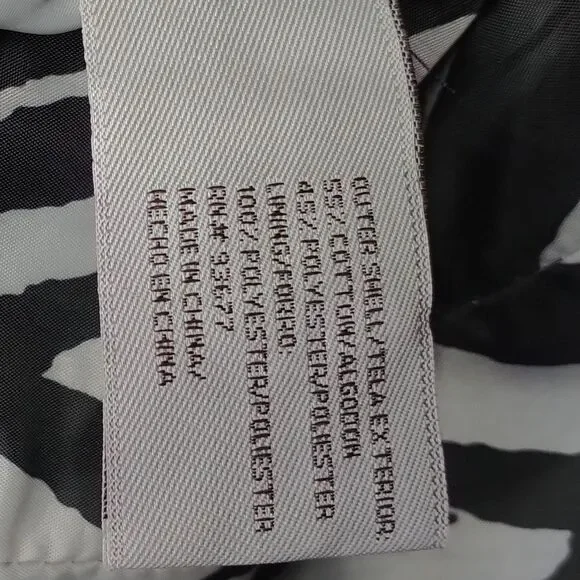 OUTER SHELL/TELA EXTERIOR:
55% COTTON/ALGODON
45% POLYESTER/POLIESTER
LINING/FORRO:
100% POLYESTER/POLIESTER
RN# 93677
MADE IN CHINA/
HECHO EN CHINA